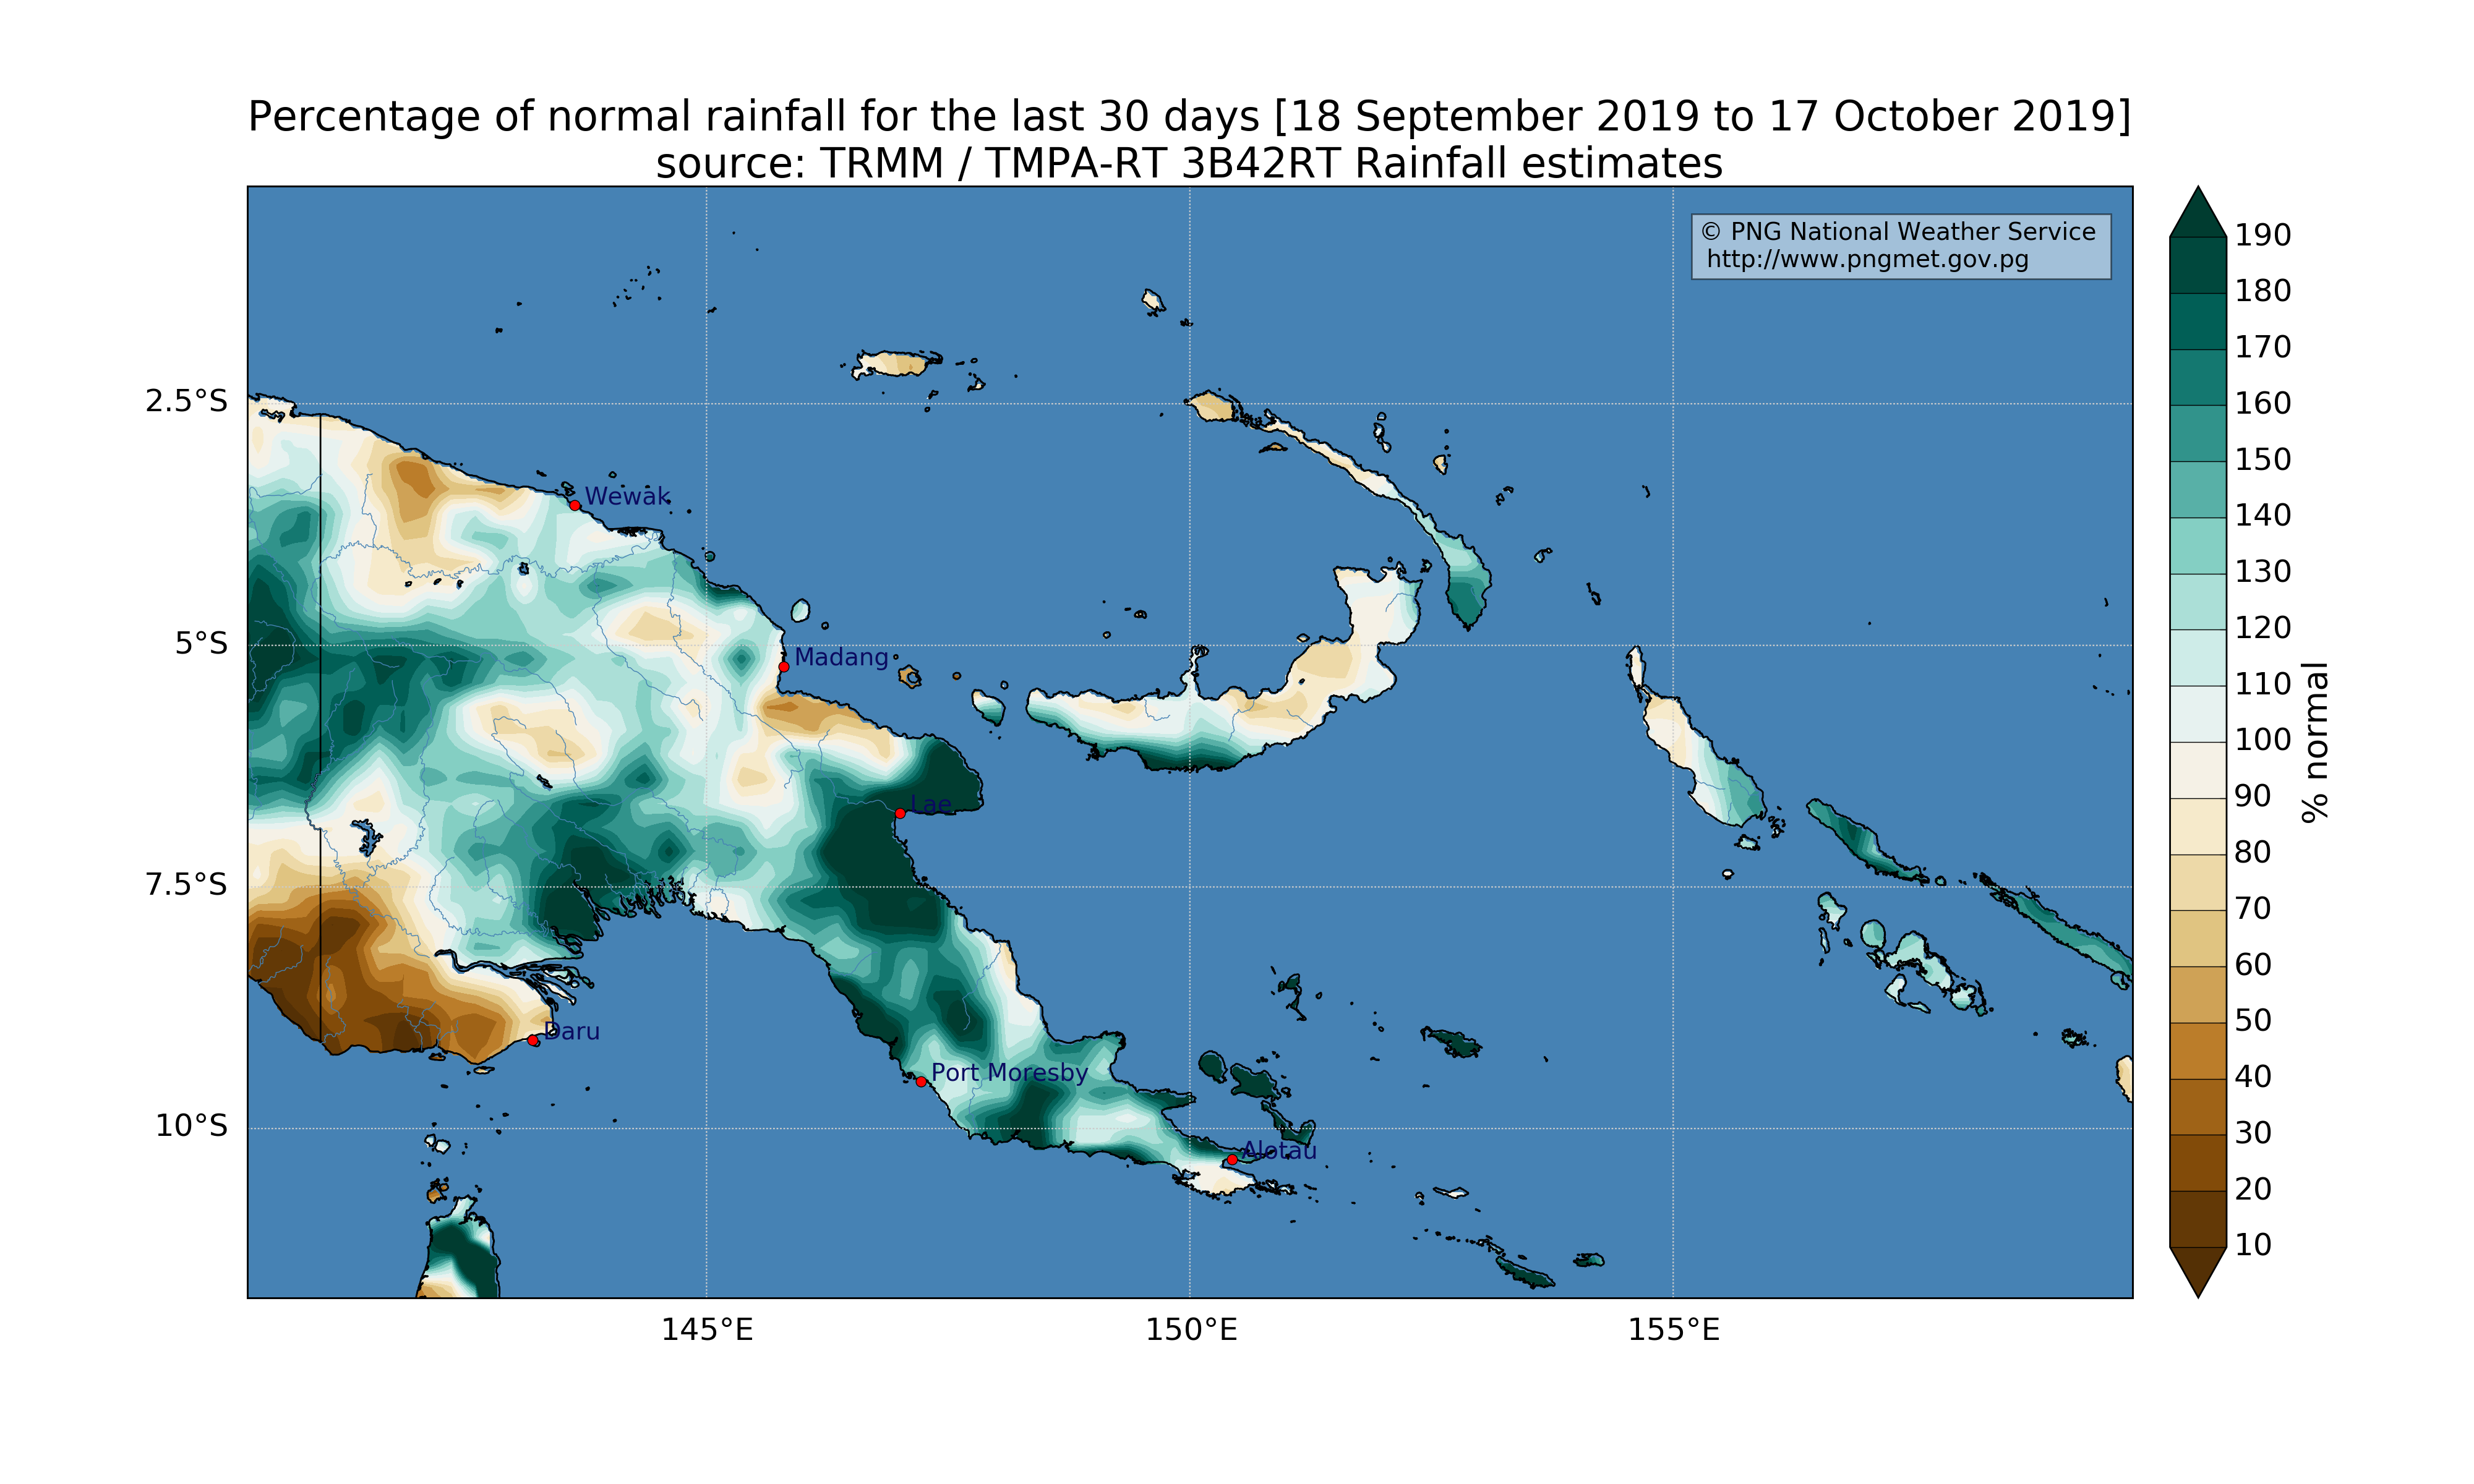 Percentage of normal rainfall for the last 30 days [18 September 2019 to 17 October 2019]
source: TRMM / TMPA-RT 3B42RT Rainfall estimates
© PNG National Weather Service
http://www.pngmet.gov.pg
190
180
170
160
150
140
130
120
110
100
90
80
70
60
50
40
30
20
10
% normal
2.5°S
5°S
7.5°S
10°S
Wewak
Madang
Lae
Daru
Port Moresby
Alotau
145°E
150°E
155°E